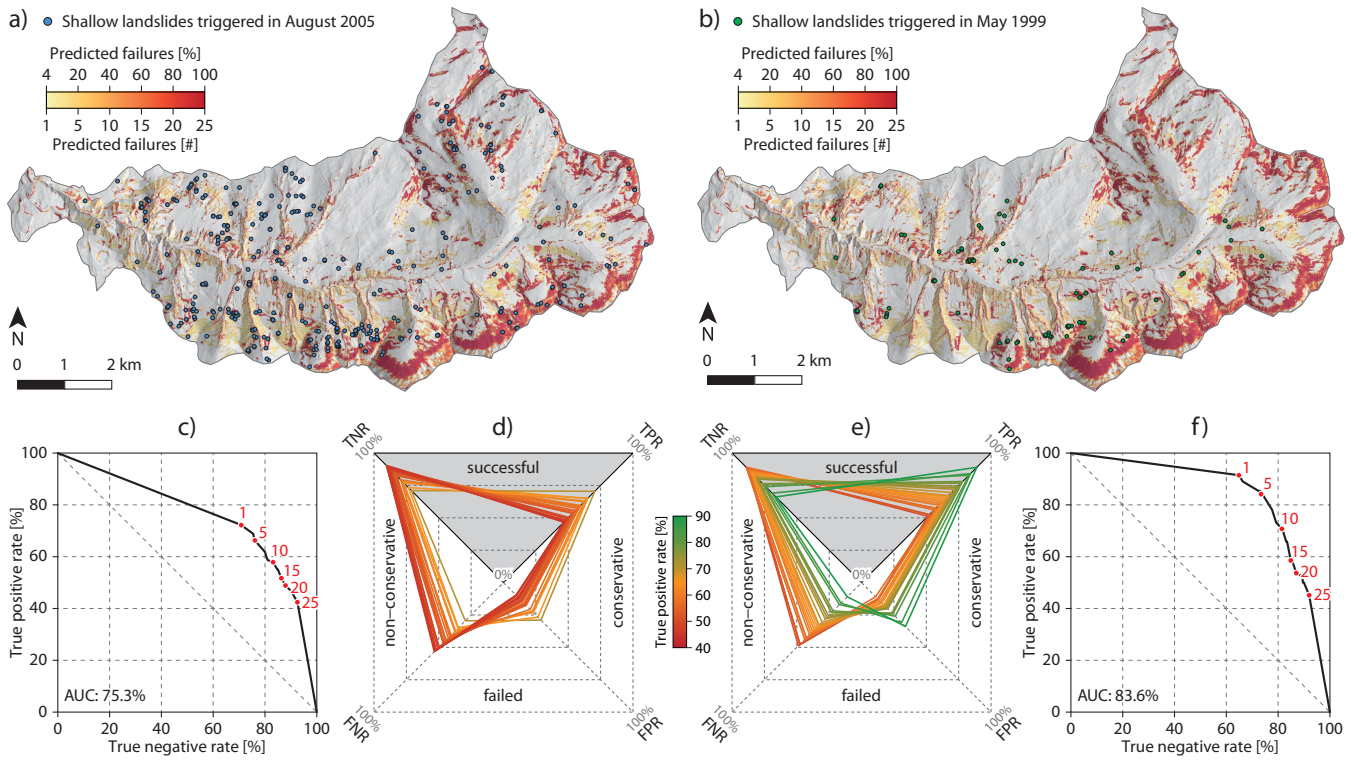 a) Shallow landslides triggered in August 2005
Predicted failures [%]
4 20 40 60 80 100
1 5 10 15 20 25
Predicted failures [#]
N
0 1 2 km
b) Shallow landslides triggered in May 1999
Predicted failures [%]
4 20 40 60 80 100
1 5 10 15 20 25
Predicted failures [#]
N
0 1 2 km
c)
True positive rate [%]
100
80
60
40
20
0
1
5
10
15
20
25
AUC: 75.3%
0 20 40 60 80 100
True negative rate [%]
d)
TNR
100%
TPR
100%
successful
non–conservative
conservative
0%
failed
100%
FNR
100%
FPR
True positive rate [%]
90
80
70
60
50
40
e)
TNR
100%
TPR
100%
successful
non–conservative
conservative
0%
failed
100%
FNR
100%
FPR
f)
True positive rate [%]
100
80
60
40
20
0
1
5
10
15
20
25
AUC: 83.6%
0 20 40 60 80 100
True negative rate [%]